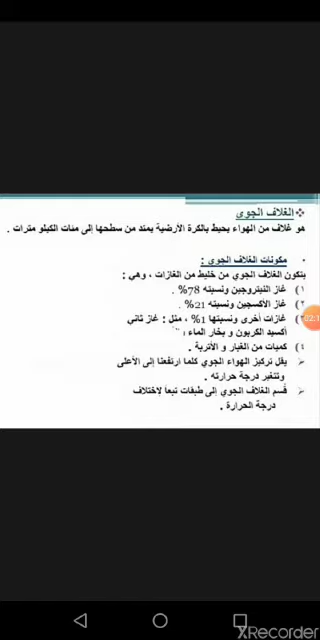 ❖ الغلاف الجوي
هو غلاف من الهواء يحيط بالكرة الأرضية يمتد من سطحها إلى مئات الكيلو مترات .
• مكونات الغلاف الجوي :
يتكون الغلاف الجوي من خليط من الغازات ، وهي :
١) غاز النيتروجين ونسبته 78% .
٢) غاز الأكسجين ونسبته 21% .
غازات أخرى ونسبتها 1% ، مثل : غاز ثاني
أكسيد الكربون و بخار الماء
٤) كميات من الغبار و الأتربة .
➢ يقل تركيز الهواء الجوي كلما ارتفعنا إلى الأعلى
وتتغير درجة حرارته .
➢ قسم الغلاف الجوي إلى طبقات تبعاً لاختلاف
درجة الحرارة .
XRecorder